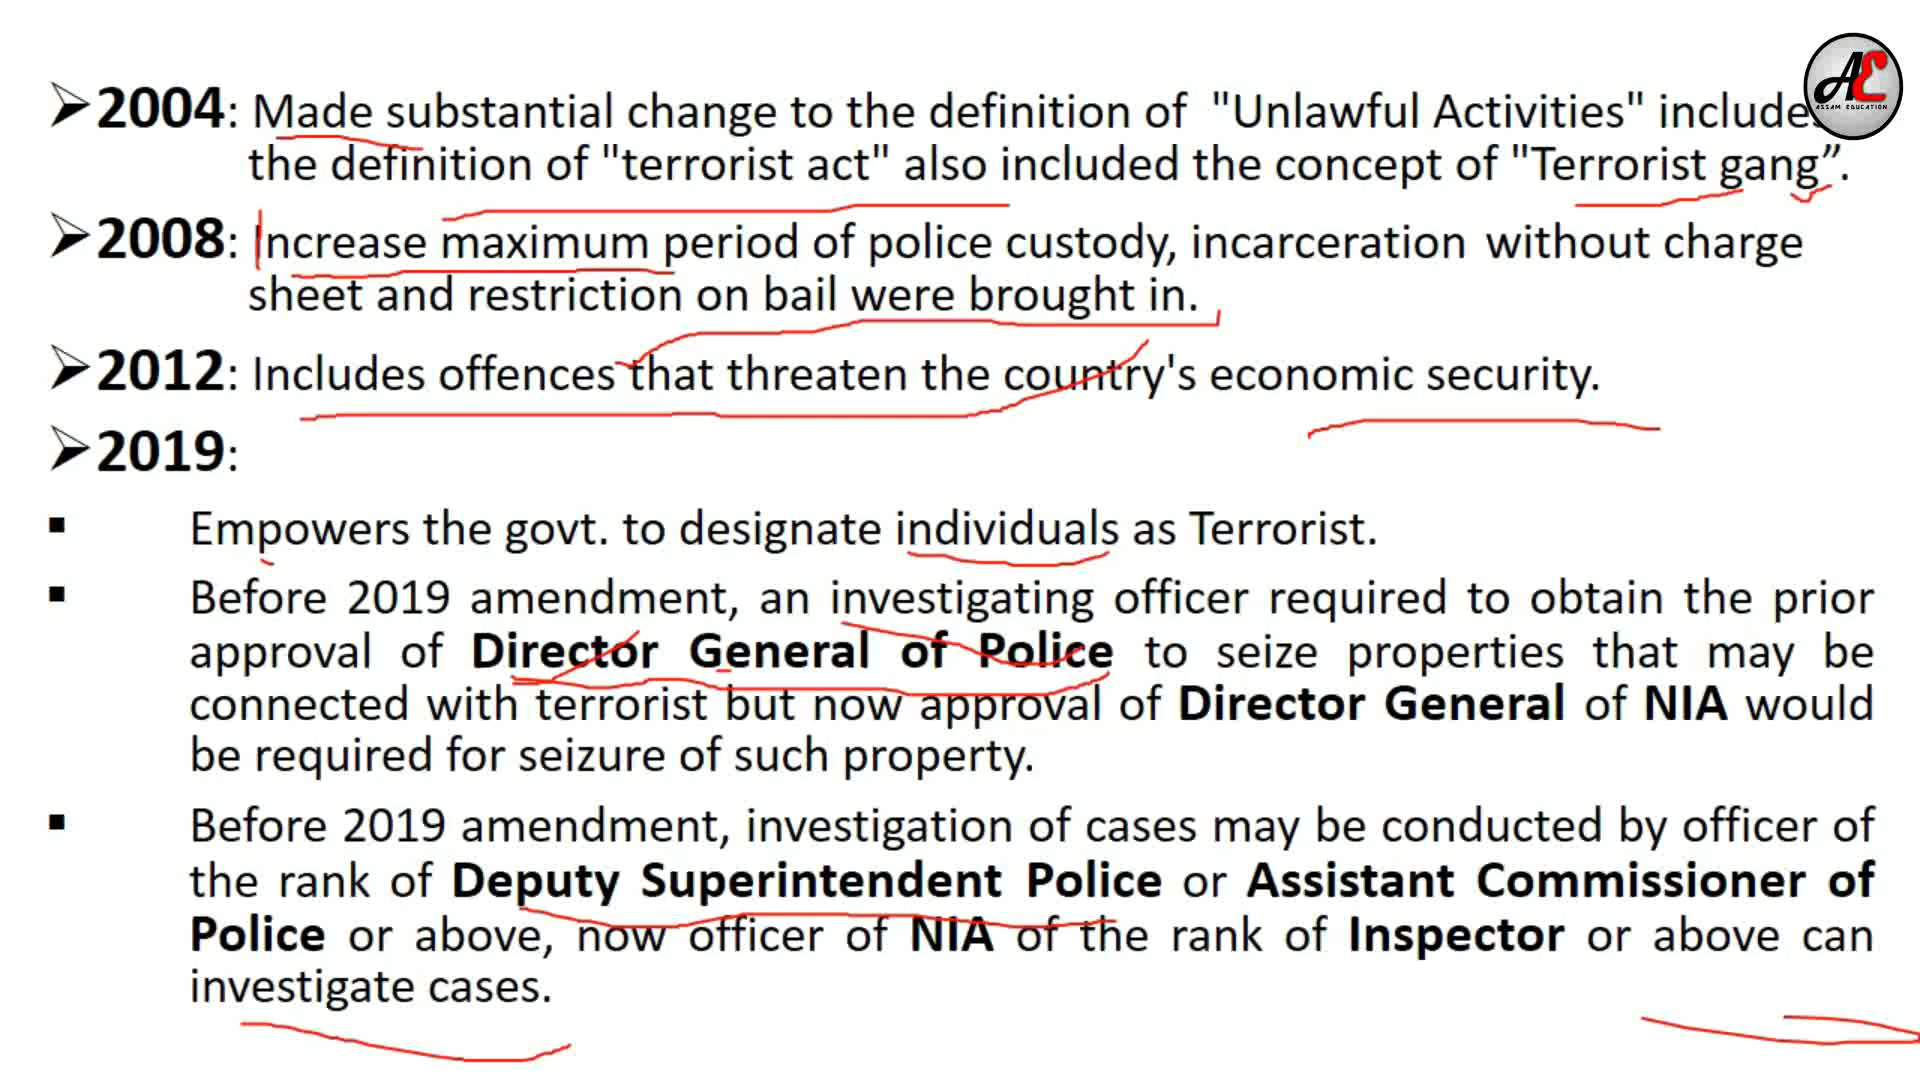 ➤2004: Made substantial change to the definition of "Unlawful Activities" includes
the definition of "terrorist act" also included the concept of "Terrorist gang”.
➤2008: Increase maximum period of police custody, incarceration without charge
sheet and restriction on bail were brought in.
➤2012: Includes offences that threaten the country's economic security.
➤2019:
▪ Empowers the govt. to designate individuals as Terrorist.
▪ Before 2019 amendment, an investigating officer required to obtain the prior
approval of Director General of Police to seize properties that may be
connected with terrorist but now approval of Director General of NIA would
be required for seizure of such property.
▪ Before 2019 amendment, investigation of cases may be conducted by officer of
the rank of Deputy Superintendent Police or Assistant Commissioner of
Police or above, now officer of NIA of the rank of Inspector or above can
investigate cases.
AE
ASSAM EDUCATION